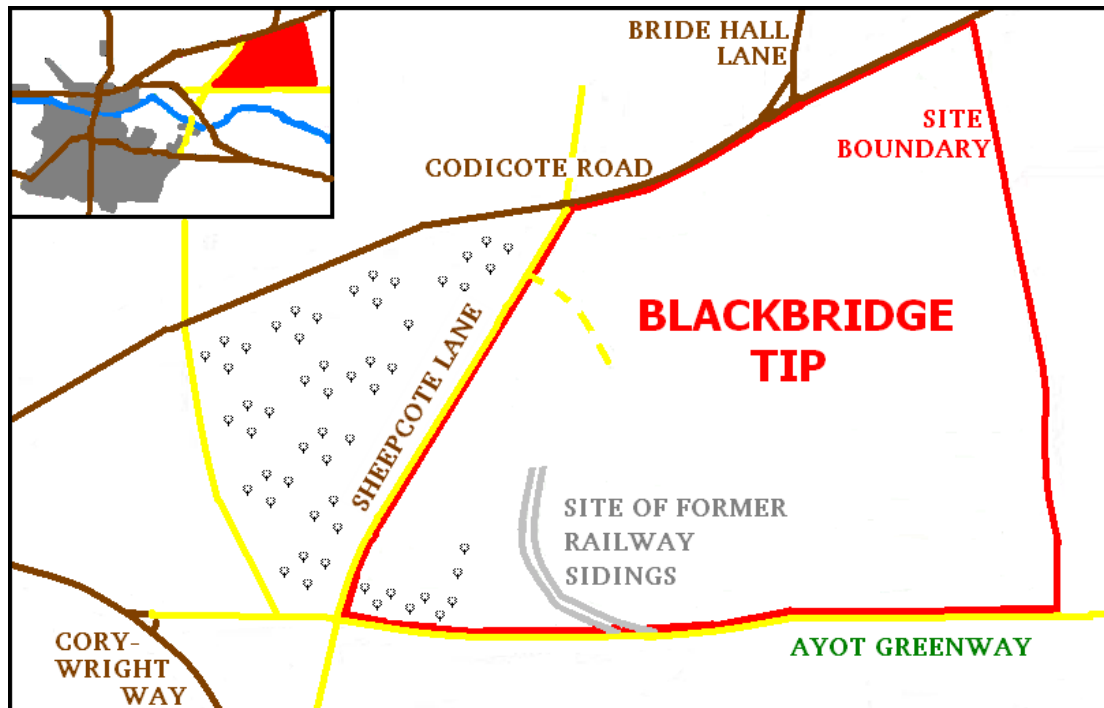 BRIDE HALL
LANE
SITE
BOUNDARY
CODICOTE ROAD
BLACKBRIDGE
TIP
SHEEPCOTE LANE
SITE OF FORMER
RAILWAY
SIDINGS
CORY-
WRIGHT
WAY
AYOT GREENWAY